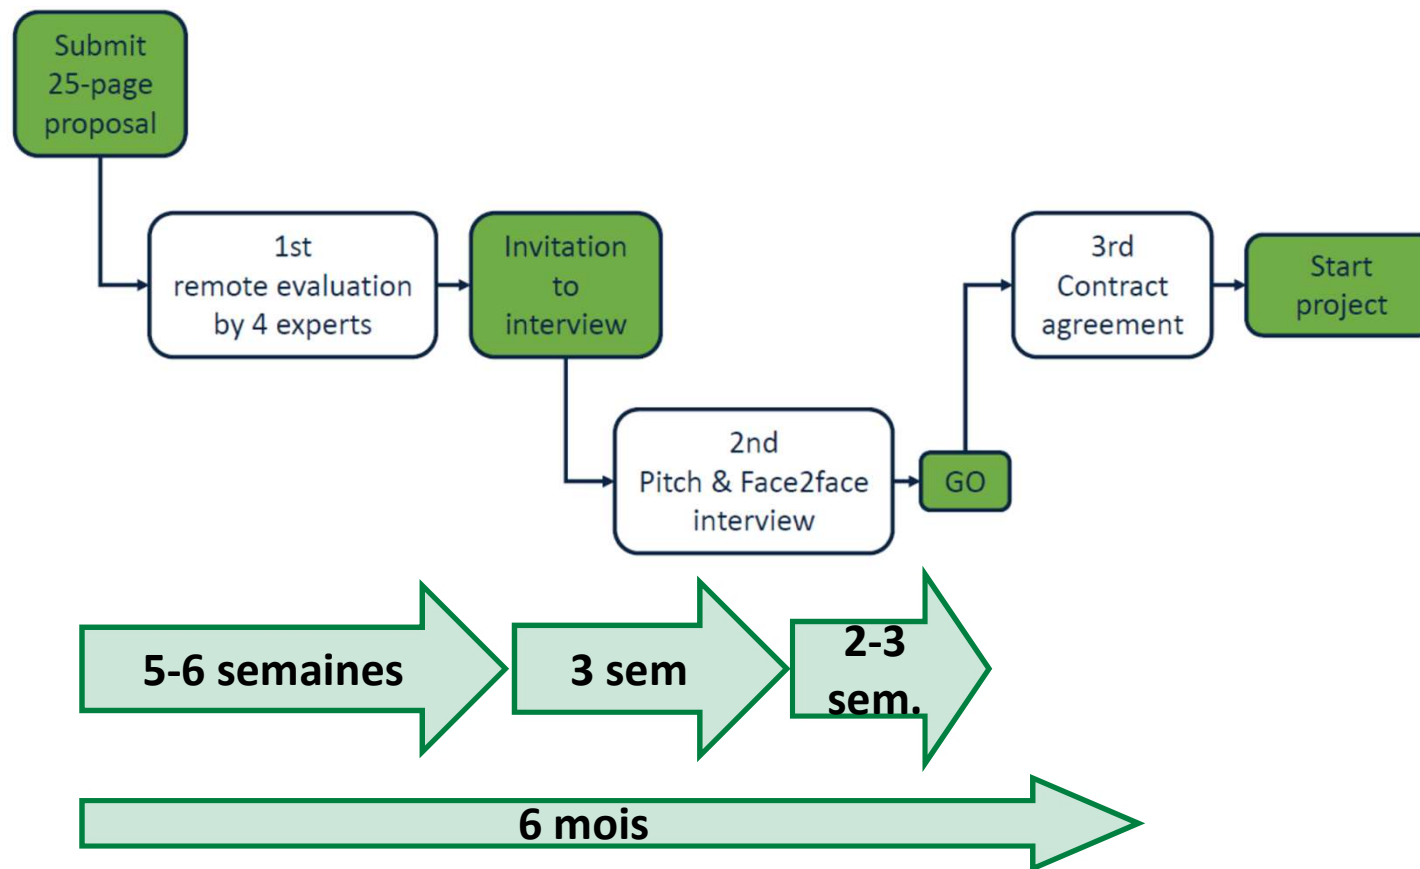 Submit
25-page
proposal
1st
remote evaluation
by 4 experts
Invitation
to
interview
2nd
Pitch & Face2face
interview
GO
3rd
Contract
agreement
Start
project
5-6 semaines
3 sem
2-3
sem.
6 mois